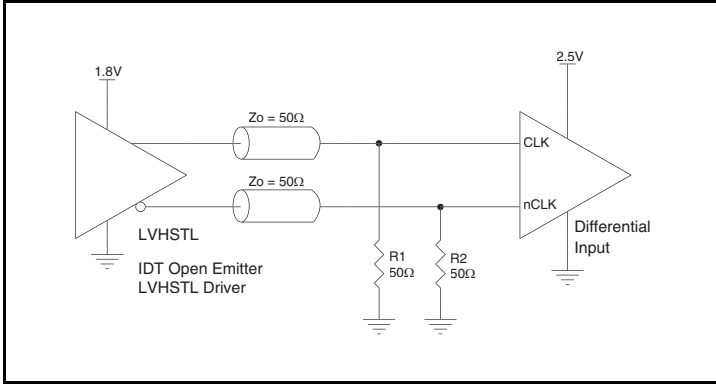 1.8V
2.5V
Zo = 50Ω
CLK
Zo = 50Ω
nCLK
LVHSTL
Differential
Input
R1
50Ω
R2
50Ω
IDT Open Emitter
LVHSTL Driver